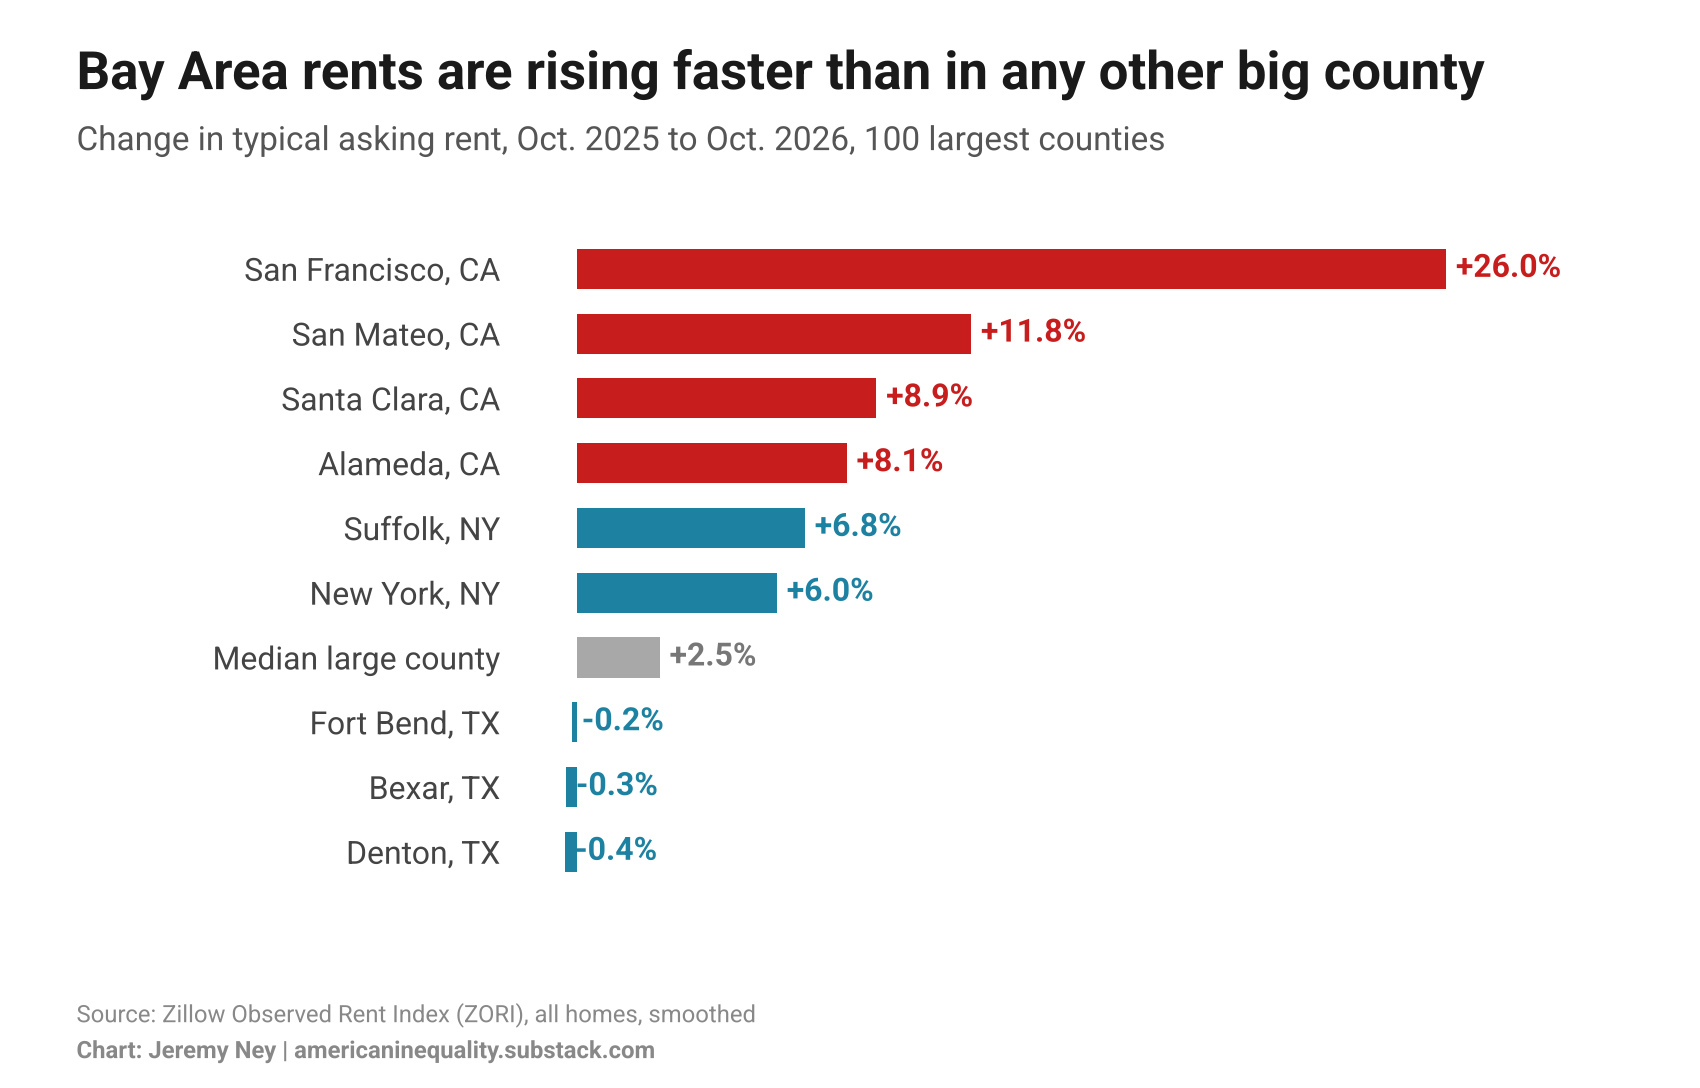 Bay Area rents are rising faster than in any other big county
Change in typical asking rent, Oct. 2025 to Oct. 2026, 100 largest counties
San Francisco, CA +26.0%
San Mateo, CA +11.8%
Santa Clara, CA +8.9%
Alameda, CA +8.1%
Suffolk, NY +6.8%
New York, NY +6.0%
Median large county +2.5%
Fort Bend, TX -0.2%
Bexar, TX -0.3%
Denton, TX -0.4%
Source: Zillow Observed Rent Index (ZORI), all homes, smoothed
Chart: Jeremy Ney | americaninequality.substack.com